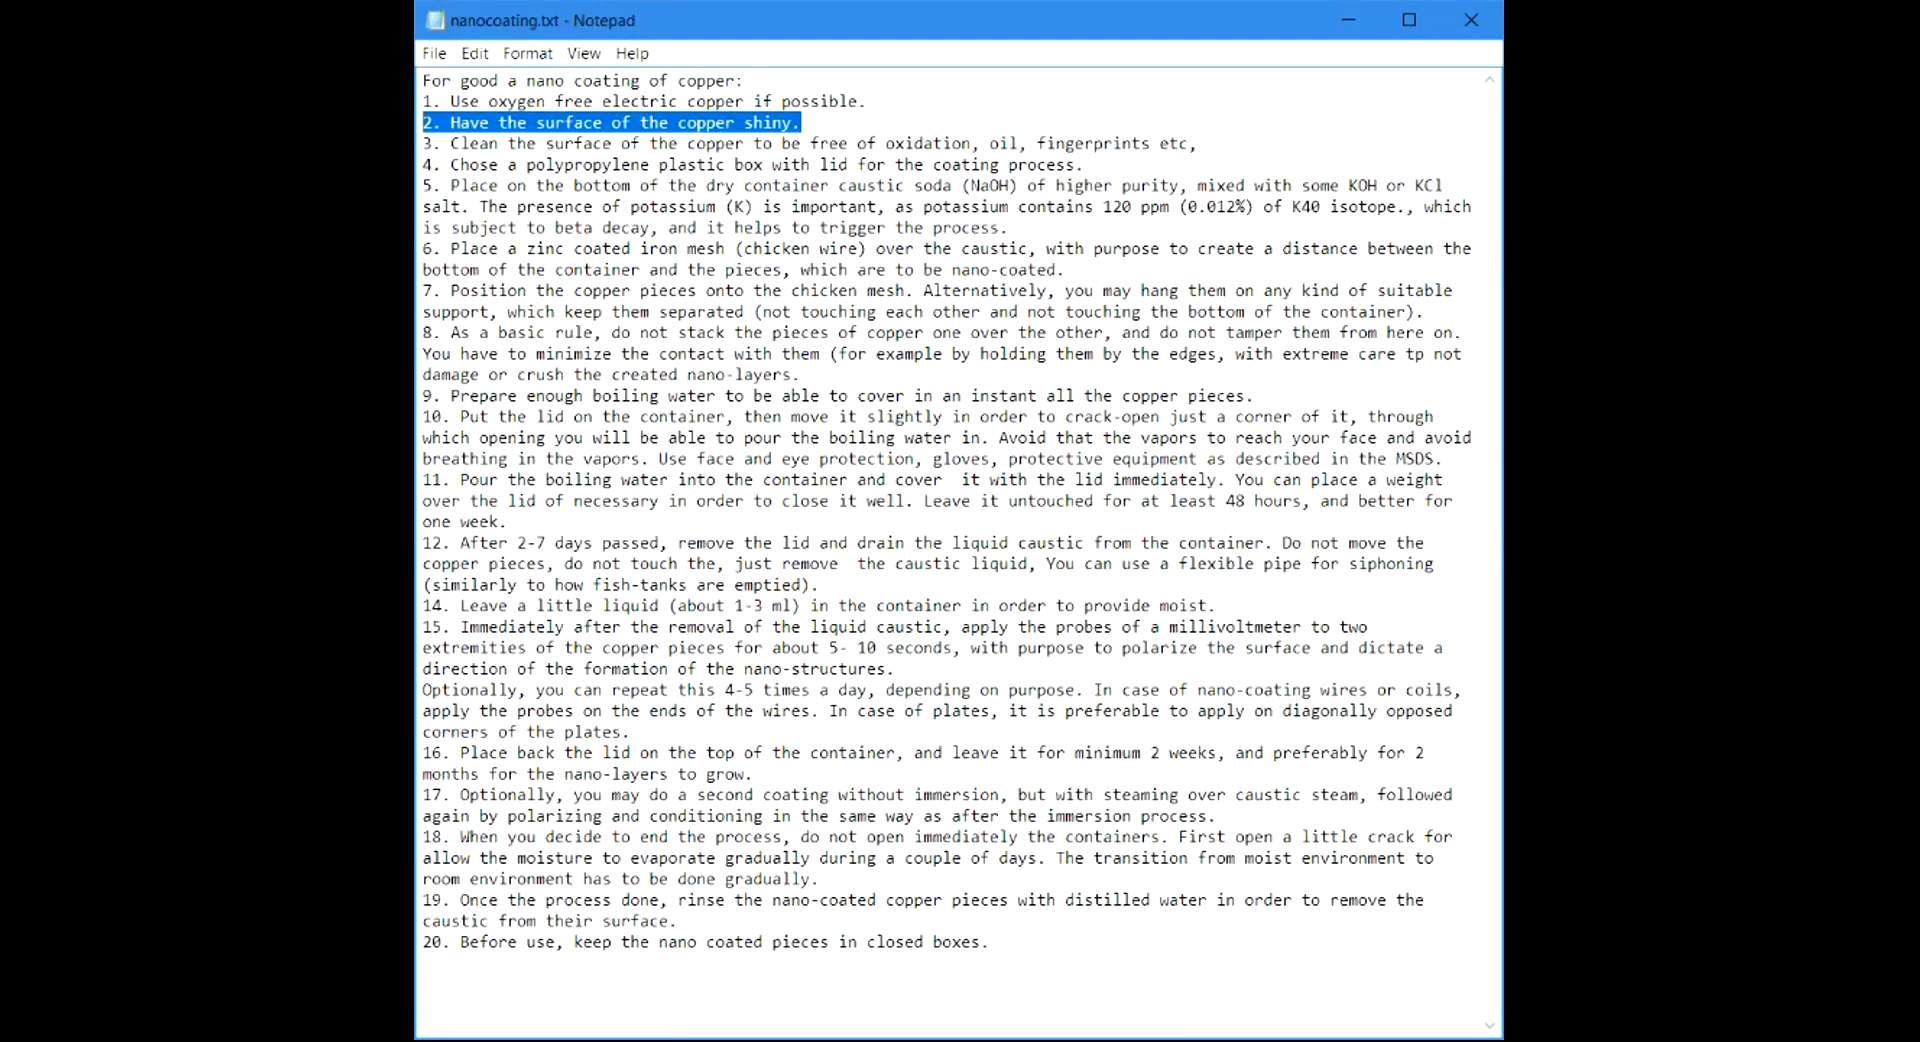 nanocoating.txt - Notepad
File Edit Format View Help
For good a nano coating of copper:
1. Use oxygen free electric copper if possible.
2. Have the surface of the copper shiny.
3. Clean the surface of the copper to be free of oxidation, oil, fingerprints etc,
4. Chose a polypropylene plastic box with lid for the coating process.
5. Place on the bottom of the dry container caustic soda (NaOH) of higher purity, mixed with some KOH or KCl
salt. The presence of potassium (K) is important, as potassium contains 120 ppm (0.012%) of K40 isotope., which
is subject to beta decay, and it helps to trigger the process.
6. Place a zinc coated iron mesh (chicken wire) over the caustic, with purpose to create a distance between the
bottom of the container and the pieces, which are to be nano-coated.
7. Position the copper pieces onto the chicken mesh. Alternatively, you may hang them on any kind of suitable
support, which keep them separated (not touching each other and not touching the bottom of the container).
8. As a basic rule, do not stack the pieces of copper one over the other, and do not tamper them from here on.
You have to minimize the contact with them (for example by holding them by the edges, with extreme care tp not
damage or crush the created nano-layers.
9. Prepare enough boiling water to be able to cover in an instant all the copper pieces.
10. Put the lid on the container, then move it slightly in order to crack-open just a corner of it, through
which opening you will be able to pour the boiling water in. Avoid that the vapors to reach your face and avoid
breathing in the vapors. Use face and eye protection, gloves, protective equipment as described in the MSDS.
11. Pour the boiling water into the container and cover  it with the lid immediately. You can place a weight
over the lid of necessary in order to close it well. Leave it untouched for at least 48 hours, and better for
one week.
12. After 2-7 days passed, remove the lid and drain the liquid caustic from the container. Do not move the
copper pieces, do not touch the, just remove  the caustic liquid, You can use a flexible pipe for siphoning
(similarly to how fish-tanks are emptied).
14. Leave a little liquid (about 1-3 ml) in the container in order to provide moist.
15. Immediately after the removal of the liquid caustic, apply the probes of a millivoltmeter to two
extremities of the copper pieces for about 5- 10 seconds, with purpose to polarize the surface and dictate a
direction of the formation of the nano-structures.
Optionally, you can repeat this 4-5 times a day, depending on purpose. In case of nano-coating wires or coils,
apply the probes on the ends of the wires. In case of plates, it is preferable to apply on diagonally opposed
corners of the plates.
16. Place back the lid on the top of the container, and leave it for minimum 2 weeks, and preferably for 2
months for the nano-layers to grow.
17. Optionally, you may do a second coating without immersion, but with steaming over caustic steam, followed
again by polarizing and conditioning in the same way as after the immersion process.
18. When you decide to end the process, do not open immediately the containers. First open a little crack for
allow the moisture to evaporate gradually during a couple of days. The transition from moist environment to
room environment has to be done gradually.
19. Once the process done, rinse the nano-coated copper pieces with distilled water in order to remove the
caustic from their surface.
20. Before use, keep the nano coated pieces in closed boxes.